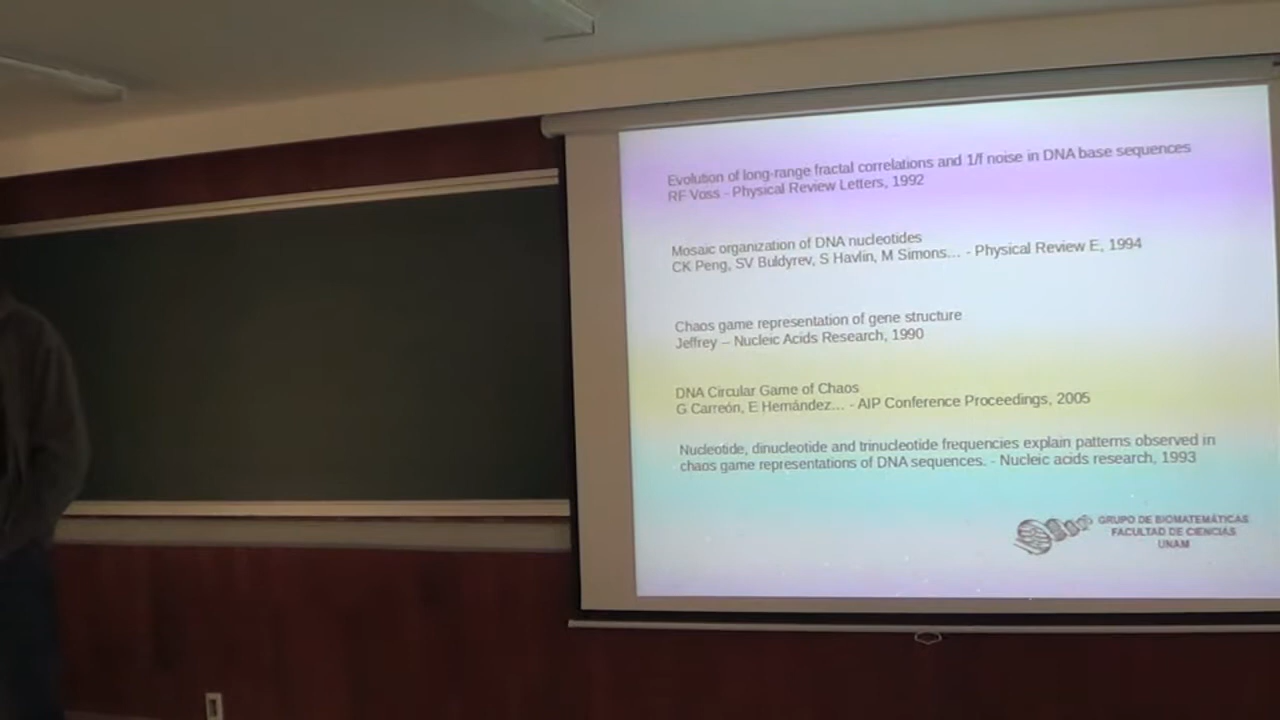 Evolution of long-range fractal correlations and 1/f noise in DNA base sequences
RF Voss - Physical Review Letters, 1992
Mosaic organization of DNA nucleotides
CK Peng, SV Buldyrev, S Havlin, M Simons... - Physical Review E, 1994
Chaos game representation of gene structure
Jeffrey – Nucleic Acids Research, 1990
DNA Circular Game of Chaos
G Carreón, E Hernández... - AIP Conference Proceedings, 2005
Nucleotide, dinucleotide and trinucleotide frequencies explain patterns observed in
chaos game representations of DNA sequences. - Nucleic acids research, 1993
GRUPO DE BIOMATEMÁTICAS
FACULTAD DE CIENCIAS
UNAM